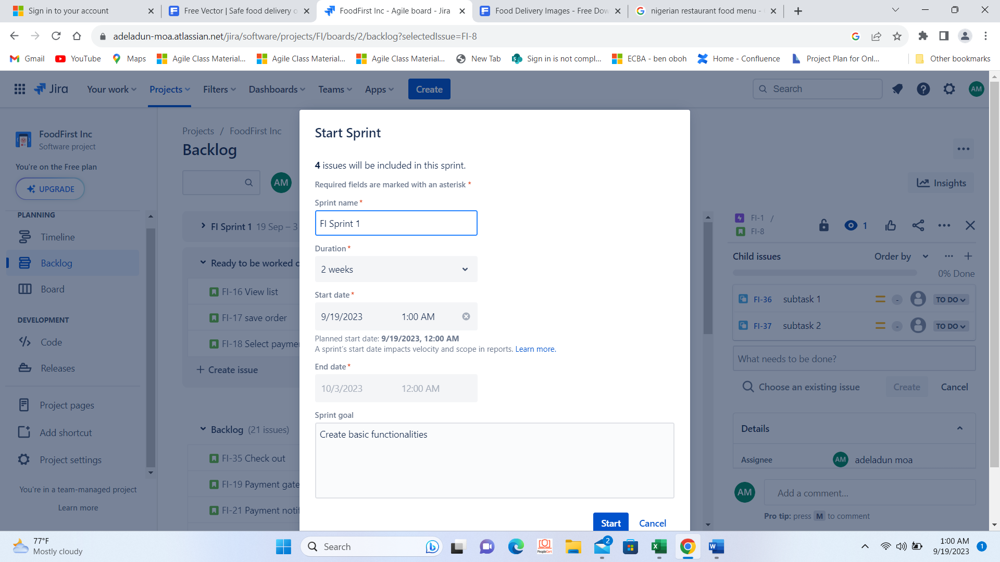 Sign in to your account
Free Vector | Safe food delivery o
FoodFirst Inc - Agile board - Jira
Food Delivery Images - Free Dow
nigerian restaurant food menu -
adeladun-moa.atlassian.net/jira/software/projects/FI/boards/2/backlog?selectedIssue=FI-8
Gmail
YouTube
Maps
Agile Class Material...
Agile Class Material...
Agile Class Material...
New Tab
Sign in is not compl...
ECBA - ben oboh
Home - Confluence
Project Plan for Onl...
Other bookmarks
Jira
Your work
Projects
Filters
Dashboards
Teams
Apps
Create
Search
AM
FoodFirst Inc
Software project
You're on the Free plan
UPGRADE
PLANNING
Timeline
Backlog
Board
DEVELOPMENT
Code
Releases
Project pages
Add shortcut
Project settings
You're in a team-managed project
Learn more
Projects / FoodFirst Inc
Backlog
AM
FI Sprint 1 19 Sep – 3
Ready to be worked o
FI-16 View list
FI-17 save order
FI-18 Select payme
+ Create issue
Backlog (21 issues)
FI-35 Check out
FI-19 Payment gate
FI-21 Payment noti
Start Sprint
4 issues will be included in this sprint.
Required fields are marked with an asterisk *
Sprint name *
FI Sprint 1
Duration *
2 weeks
Start date *
9/19/2023 1:00 AM
Planned start date: 9/19/2023, 12:00 AM
A sprint's start date impacts velocity and scope in reports. Learn more.
End date *
10/3/2023 12:00 AM
Sprint goal
Create basic functionalities
Start Cancel
Insights
FI-1 /
FI-8
1
Child issues
Order by
0% Done
FI-36 subtask 1 - TO DO
FI-37 subtask 2 - TO DO
What needs to be done?
Choose an existing issue
Create Cancel
Details
Assignee
AM adeladun moa
AM Add a comment...
Pro tip: press M to comment
77°F
Mostly cloudy
Search
PeopleCert
2
1:00 AM
9/19/2023
1